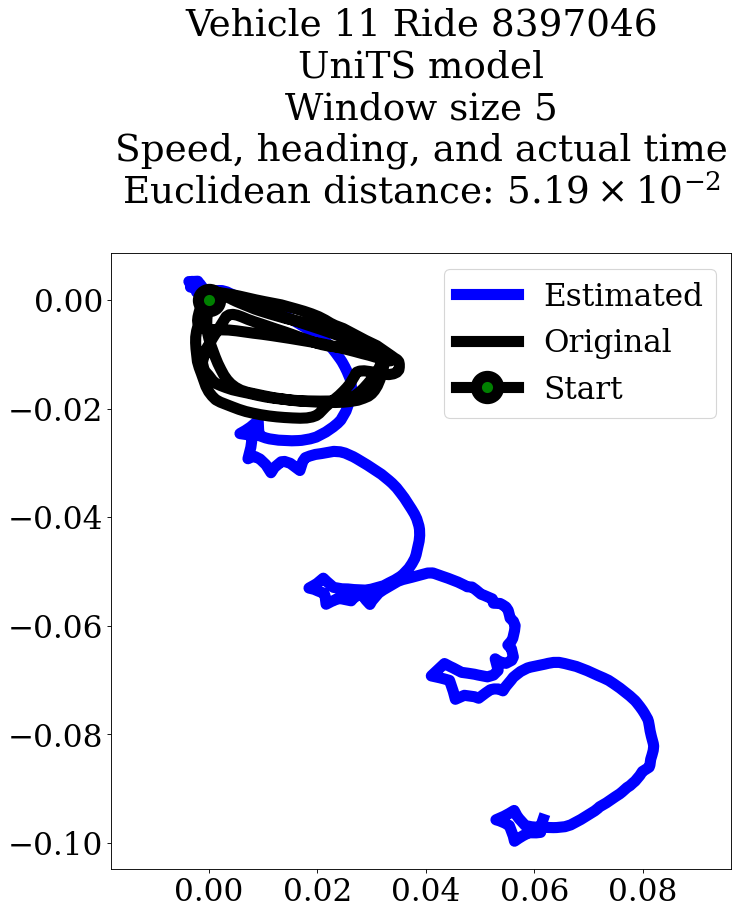 Vehicle 11 Ride 8397046
UniTS model
Window size 5
Speed, heading, and actual time
Euclidean distance: 5.19 × 10⁻²
Estimated
Original
Start
0.00
−0.02
−0.04
−0.06
−0.08
−0.10
0.00 0.02 0.04 0.06 0.08